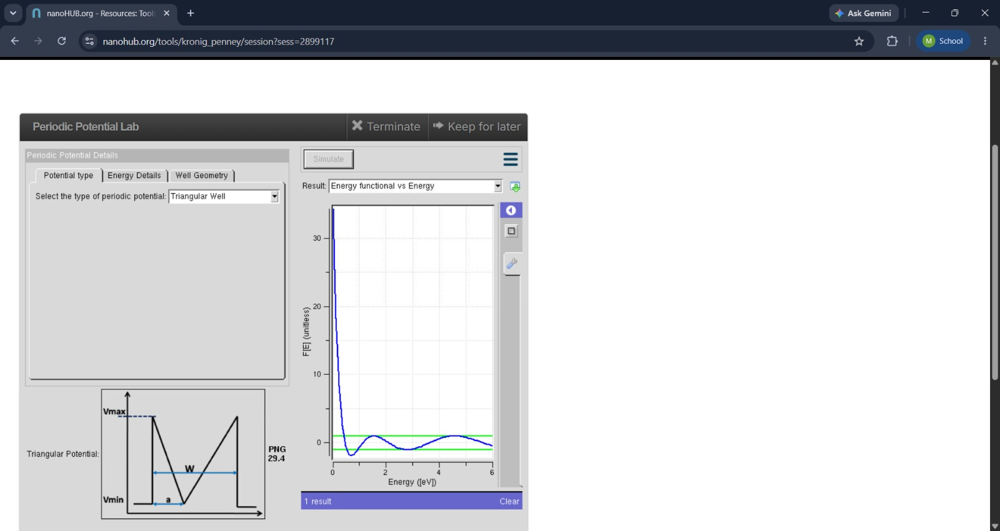 nanoHUB.org - Resources: Tools
Ask Gemini
nanohub.org/tools/kronig_penney/session?sess=2899117
M School
Periodic Potential Lab
Terminate
Keep for later
Periodic Potential Details
Potential type
Energy Details
Well Geometry
Select the type of periodic potential: Triangular Well
Simulate
Result: Energy functional vs Energy
F[E] (unitless)
30
20
10
0
0 2 4 6
Energy ([eV])
1 result
Clear
Triangular Potential:
Vmax
W
a
Vmin
PNG
29.4